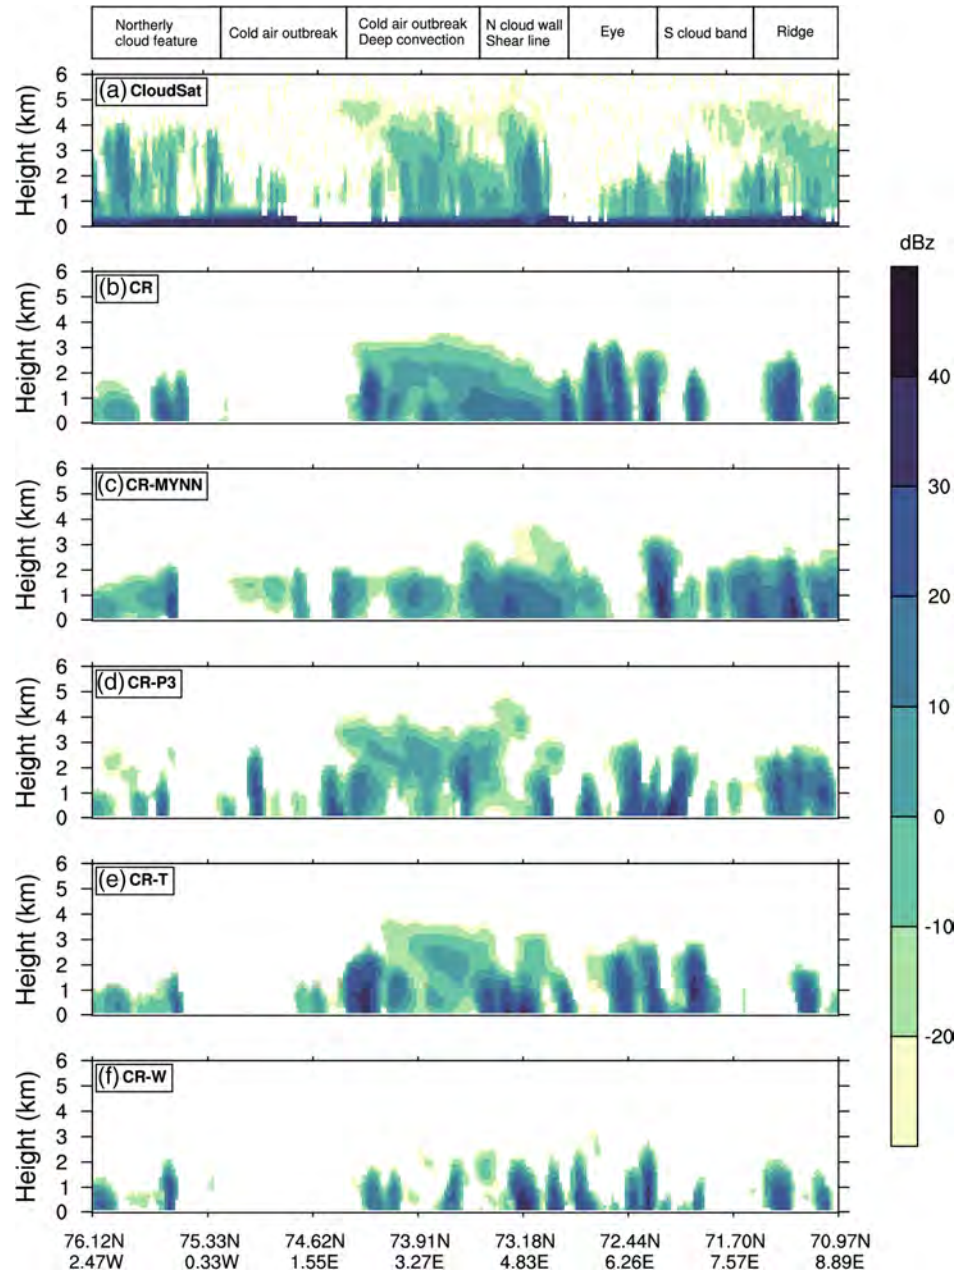 Northerly
cloud feature
Cold air outbreak
Cold air outbreak
Deep convection
N cloud wall
Shear line
Eye
S cloud band
Ridge
(a) CloudSat
Height (km)
6
5
4
3
2
1
0
(b) CR
Height (km)
6
5
4
3
2
1
0
(c) CR-MYNN
Height (km)
6
5
4
3
2
1
0
(d) CR-P3
Height (km)
6
5
4
3
2
1
0
(e) CR-T
Height (km)
6
5
4
3
2
1
0
(f) CR-W
Height (km)
6
5
4
3
2
1
0
76.12N 75.33N 74.62N 73.91N 73.18N 72.44N 71.70N 70.97N
2.47W 0.33W 1.55E 3.27E 4.83E 6.26E 7.57E 8.89E
dBz
40
30
20
10
0
-10
-20